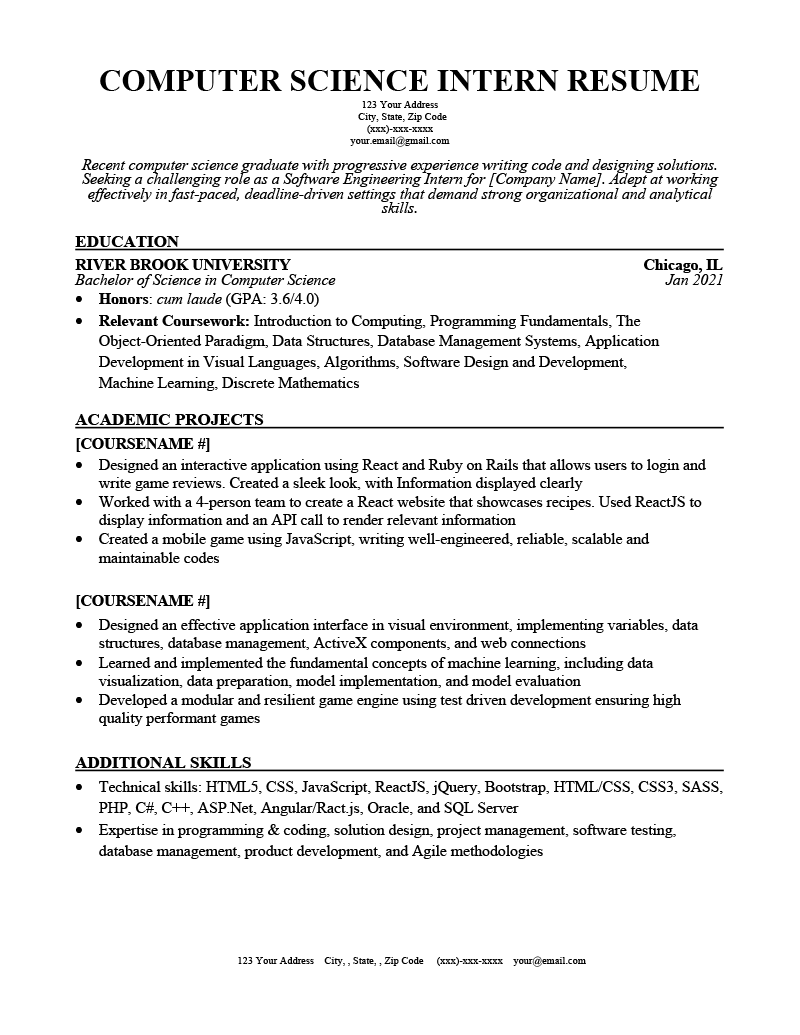 COMPUTER SCIENCE INTERN RESUME
123 Your Address
City, State, Zip Code
(xxx)-xxx-xxxx
your.email@gmail.com
Recent computer science graduate with progressive experience writing code and designing solutions.
Seeking a challenging role as a Software Engineering Intern for [Company Name]. Adept at working
effectively in fast-paced, deadline-driven settings that demand strong organizational and analytical
skills.
EDUCATION
RIVER BROOK UNIVERSITY Chicago, IL
Bachelor of Science in Computer Science Jan 2021
• Honors: cum laude (GPA: 3.6/4.0)
• Relevant Coursework: Introduction to Computing, Programming Fundamentals, The
Object-Oriented Paradigm, Data Structures, Database Management Systems, Application
Development in Visual Languages, Algorithms, Software Design and Development,
Machine Learning, Discrete Mathematics
ACADEMIC PROJECTS
[COURSENAME #]
• Designed an interactive application using React and Ruby on Rails that allows users to login and
write game reviews. Created a sleek look, with Information displayed clearly
• Worked with a 4-person team to create a React website that showcases recipes. Used ReactJS to
display information and an API call to render relevant information
• Created a mobile game using JavaScript, writing well-engineered, reliable, scalable and
maintainable codes
[COURSENAME #]
• Designed an effective application interface in visual environment, implementing variables, data
structures, database management, ActiveX components, and web connections
• Learned and implemented the fundamental concepts of machine learning, including data
visualization, data preparation, model implementation, and model evaluation
• Developed a modular and resilient game engine using test driven development ensuring high
quality performant games
ADDITIONAL SKILLS
• Technical skills: HTML5, CSS, JavaScript, ReactJS, jQuery, Bootstrap, HTML/CSS, CSS3, SASS,
PHP, C#, C++, ASP.Net, Angular/Ract.js, Oracle, and SQL Server
• Expertise in programming & coding, solution design, project management, software testing,
database management, product development, and Agile methodologies
123 Your Address City, , State, , Zip Code (xxx)-xxx-xxxx your@email.com